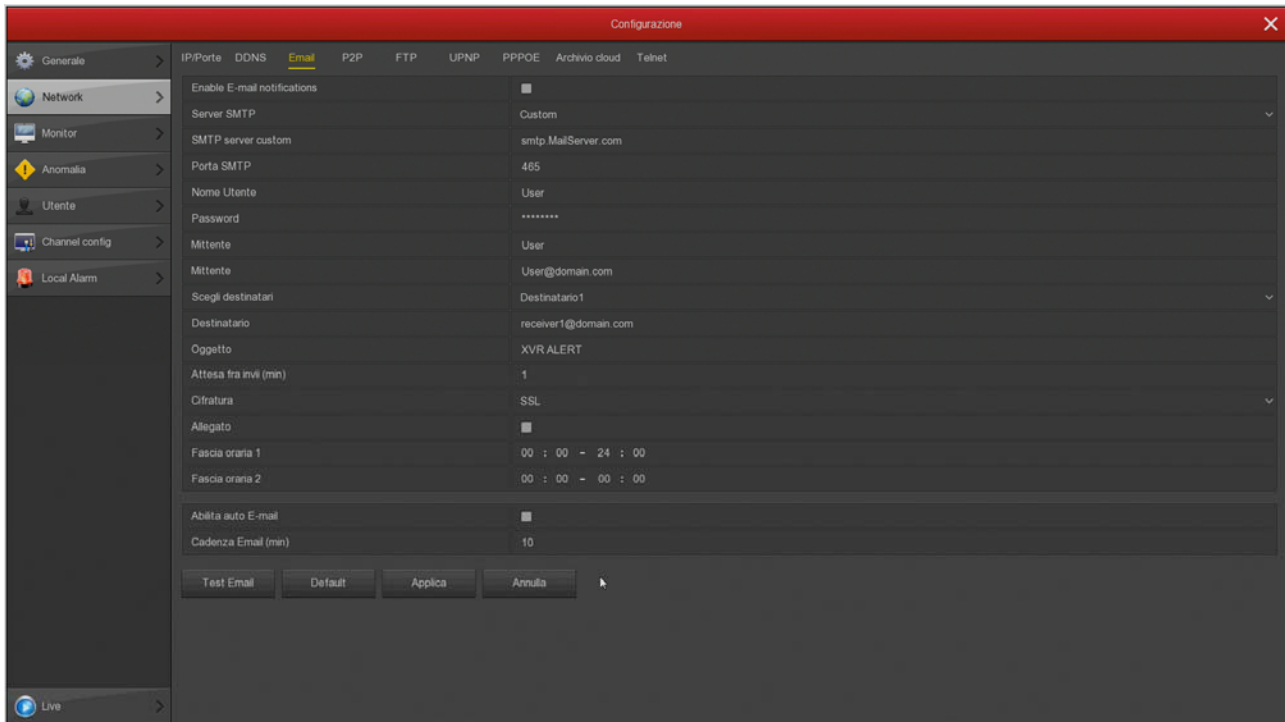 Configurazione
Generale
Network
Monitor
Anomalia
Utente
Channel config
Local Alarm
Live
IP/Porte DDNS Email P2P FTP UPNP PPPOE Archivio cloud Telnet
Enable E-mail notifications
Server SMTP Custom
SMTP server custom smtp.MailServer.com
Porta SMTP 465
Nome Utente User
Password ********
Mittente User
Mittente User@domain.com
Scegli destinatari Destinatario1
Destinatario receiver1@domain.com
Oggetto XVR ALERT
Attesa fra invii (min) 1
Cifratura SSL
Allegato
Fascia oraria 1 00 : 00 - 24 : 00
Fascia oraria 2 00 : 00 - 00 : 00
Abilita auto E-mail
Cadenza Email (min) 10
Test Email Default Applica Annulla